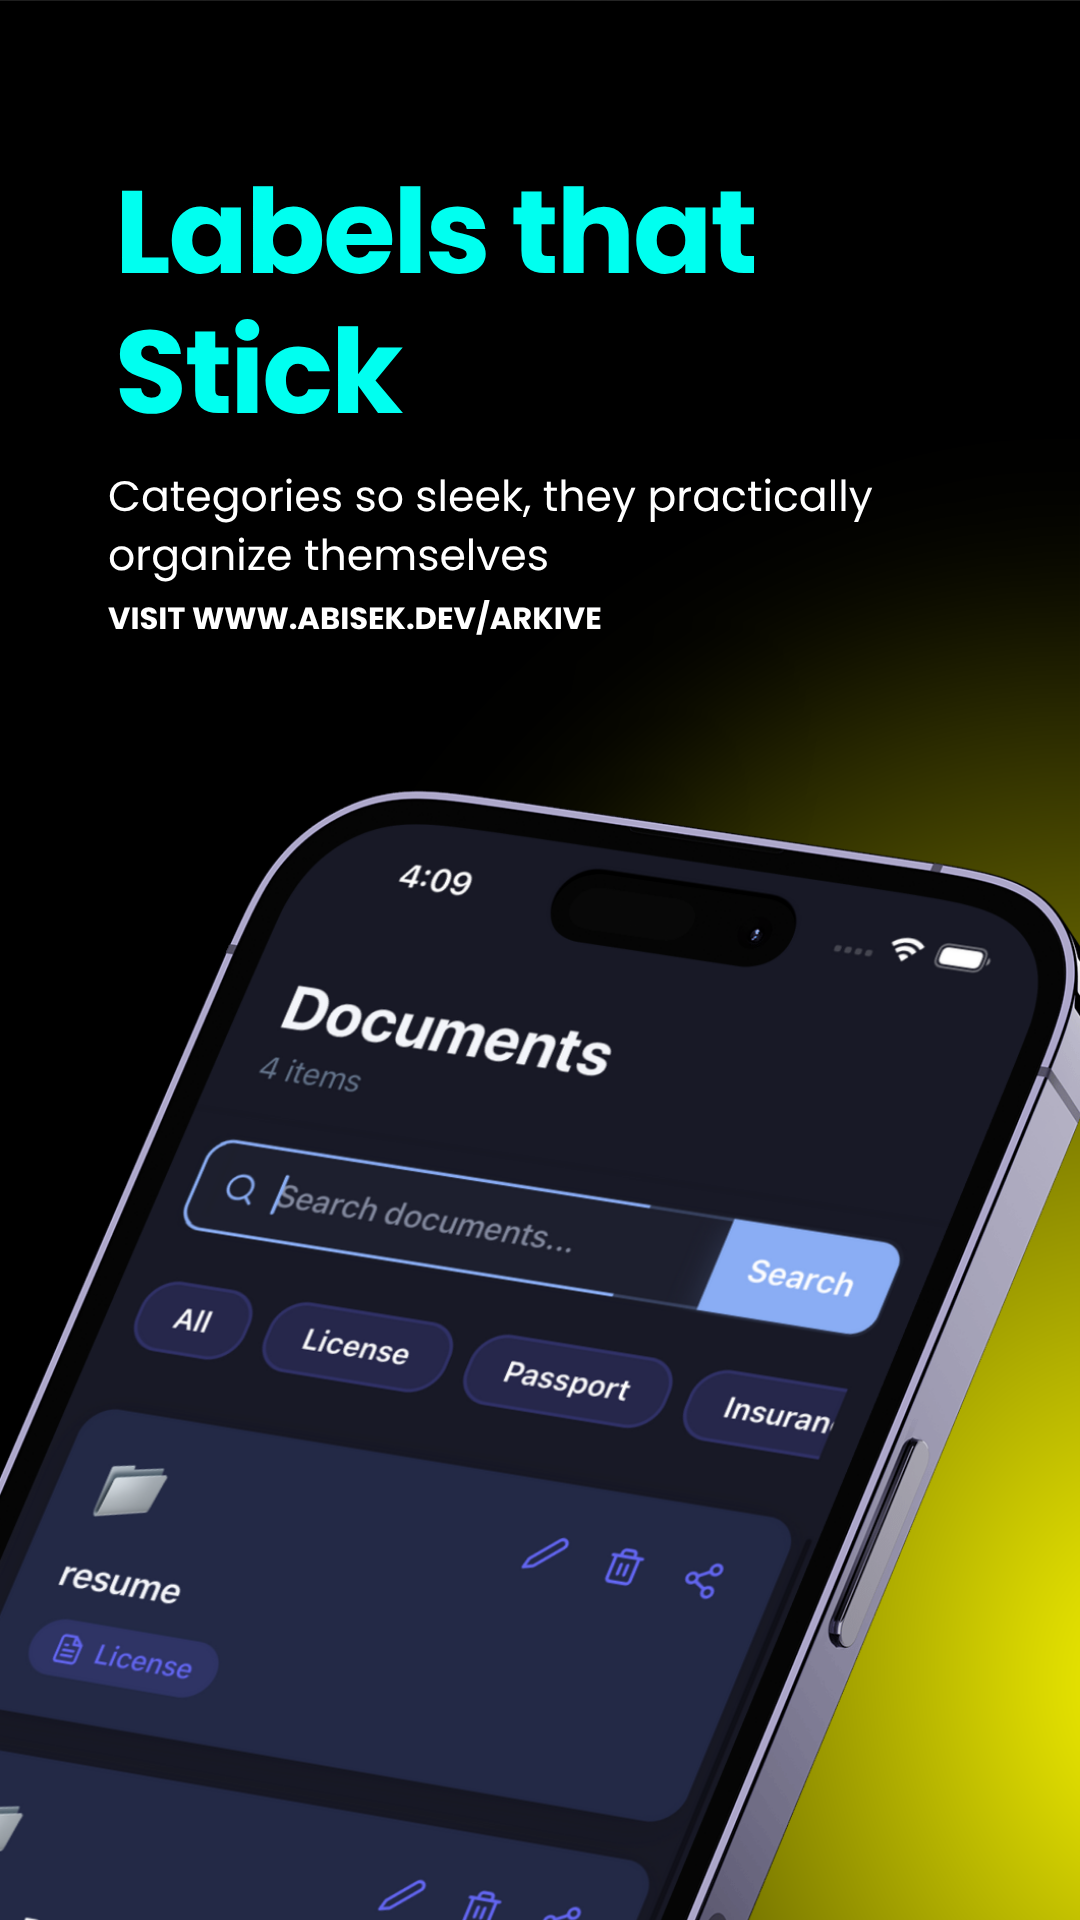 Labels that
Stick
Categories so sleek, they practically
organize themselves
VISIT WWW.ABISEK.DEV/ARKIVE
4:09
Documents
4 items
Search documents...
Search
All
License
Passport
Insuran
resume
License